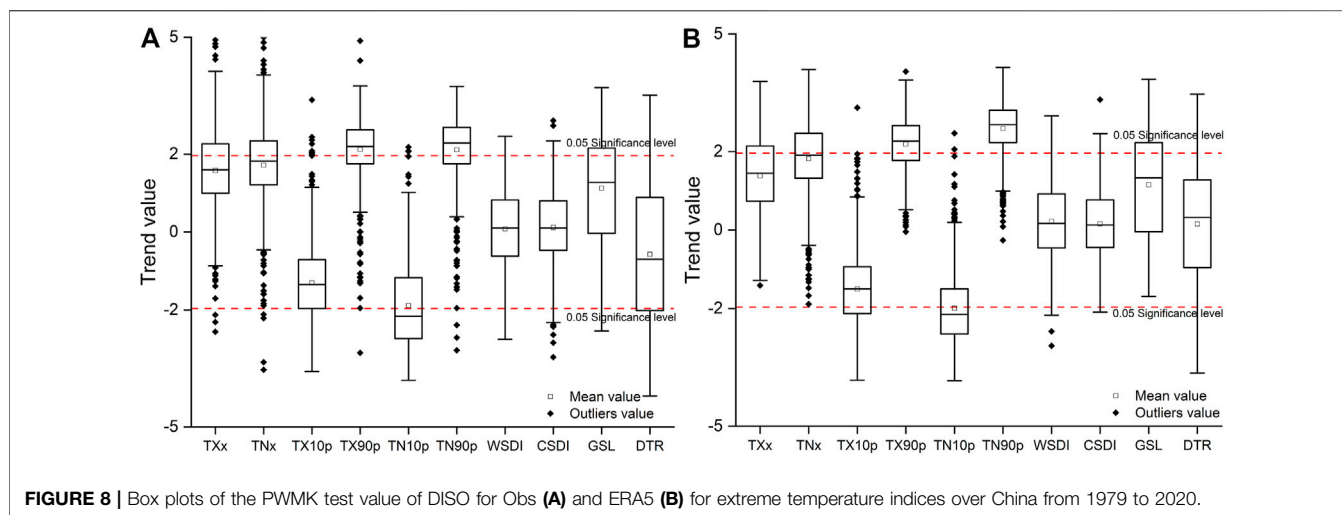 A
5
2
0
-2
-5
Trend value
0.05 Significance level
0.05 Significance level
Mean value
Outliers value
TXx TNx TX10p TX90p TN10p TN90p WSDI CSDI GSL DTR
B
5
2
0
-2
-5
Trend value
0.05 Significance level
0.05 Significance level
Mean value
Outliers value
TXx TNx TX10p TX90p TN10p TN90p WSDI CSDI GSL DTR
FIGURE 8 | Box plots of the PWMK test value of DISO for Obs (A) and ERA5 (B) for extreme temperature indices over China from 1979 to 2020.